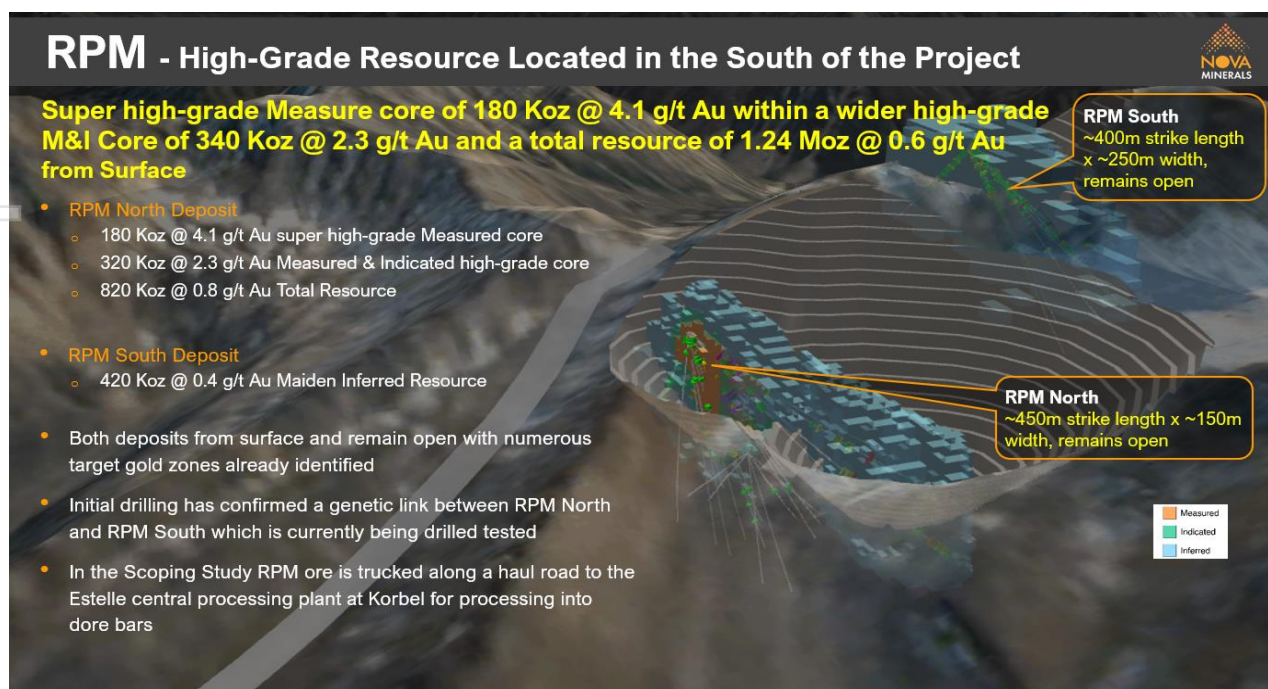 RPM - High-Grade Resource Located in the South of the Project
NOVA
MINERALS
Super high-grade Measure core of 180 Koz @ 4.1 g/t Au within a wider high-grade
M&I Core of 340 Koz @ 2.3 g/t Au and a total resource of 1.24 Moz @ 0.6 g/t Au
from Surface
RPM South
~400m strike length
x ~250m width,
remains open
• RPM North Deposit
○ 180 Koz @ 4.1 g/t Au super high-grade Measured core
○ 320 Koz @ 2.3 g/t Au Measured & Indicated high-grade core
○ 820 Koz @ 0.8 g/t Au Total Resource
• RPM South Deposit
○ 420 Koz @ 0.4 g/t Au Maiden Inferred Resource
RPM North
~450m strike length x ~150m
width, remains open
• Both deposits from surface and remain open with numerous
target gold zones already identified
• Initial drilling has confirmed a genetic link between RPM North
and RPM South which is currently being drilled tested
• In the Scoping Study RPM ore is trucked along a haul road to the
Estelle central processing plant at Korbel for processing into
dore bars
Measured
Indicated
Inferred